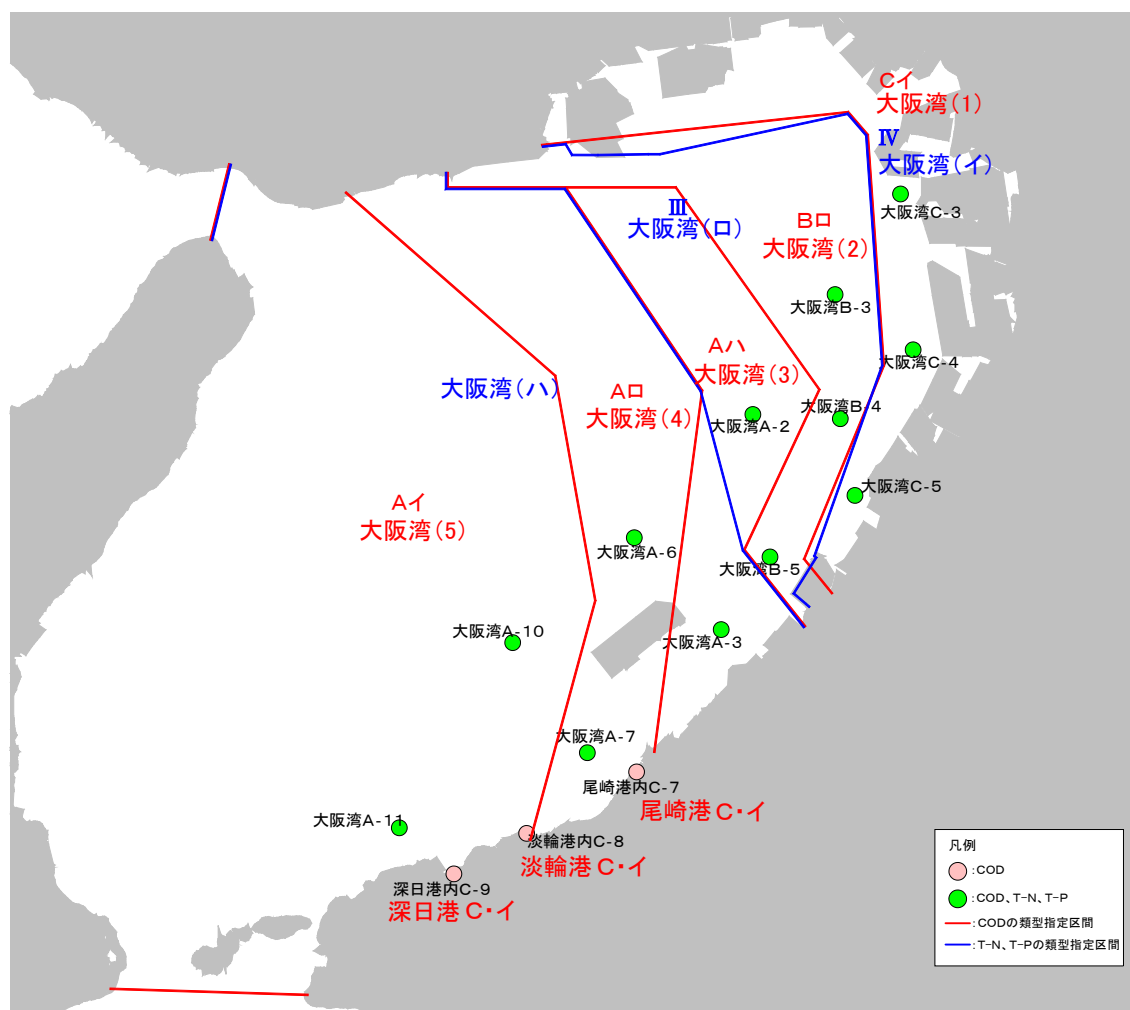 Cイ
大阪湾(1)
Ⅳ
大阪湾(イ)
大阪湾C-3
Ⅲ
大阪湾(ロ)
Bロ
大阪湾(2)
大阪湾B-3
Aハ
大阪湾(3)
大阪湾C-4
大阪湾(ハ)
Aロ
大阪湾(4)
大阪湾A-2
大阪湾B-4
大阪湾C-5
Aイ
大阪湾(5)
大阪湾A-6
大阪湾B-5
大阪湾A-10
大阪湾A-3
大阪湾A-7
尾崎港内C-7
尾崎港C・イ
大阪湾A-11
淡輪港内C-8
淡輪港C・イ
深日港内C-9
深日港C・イ
凡例
:COD
:COD、T-N、T-P
:CODの類型指定区間
:T-N、T-Pの類型指定区間